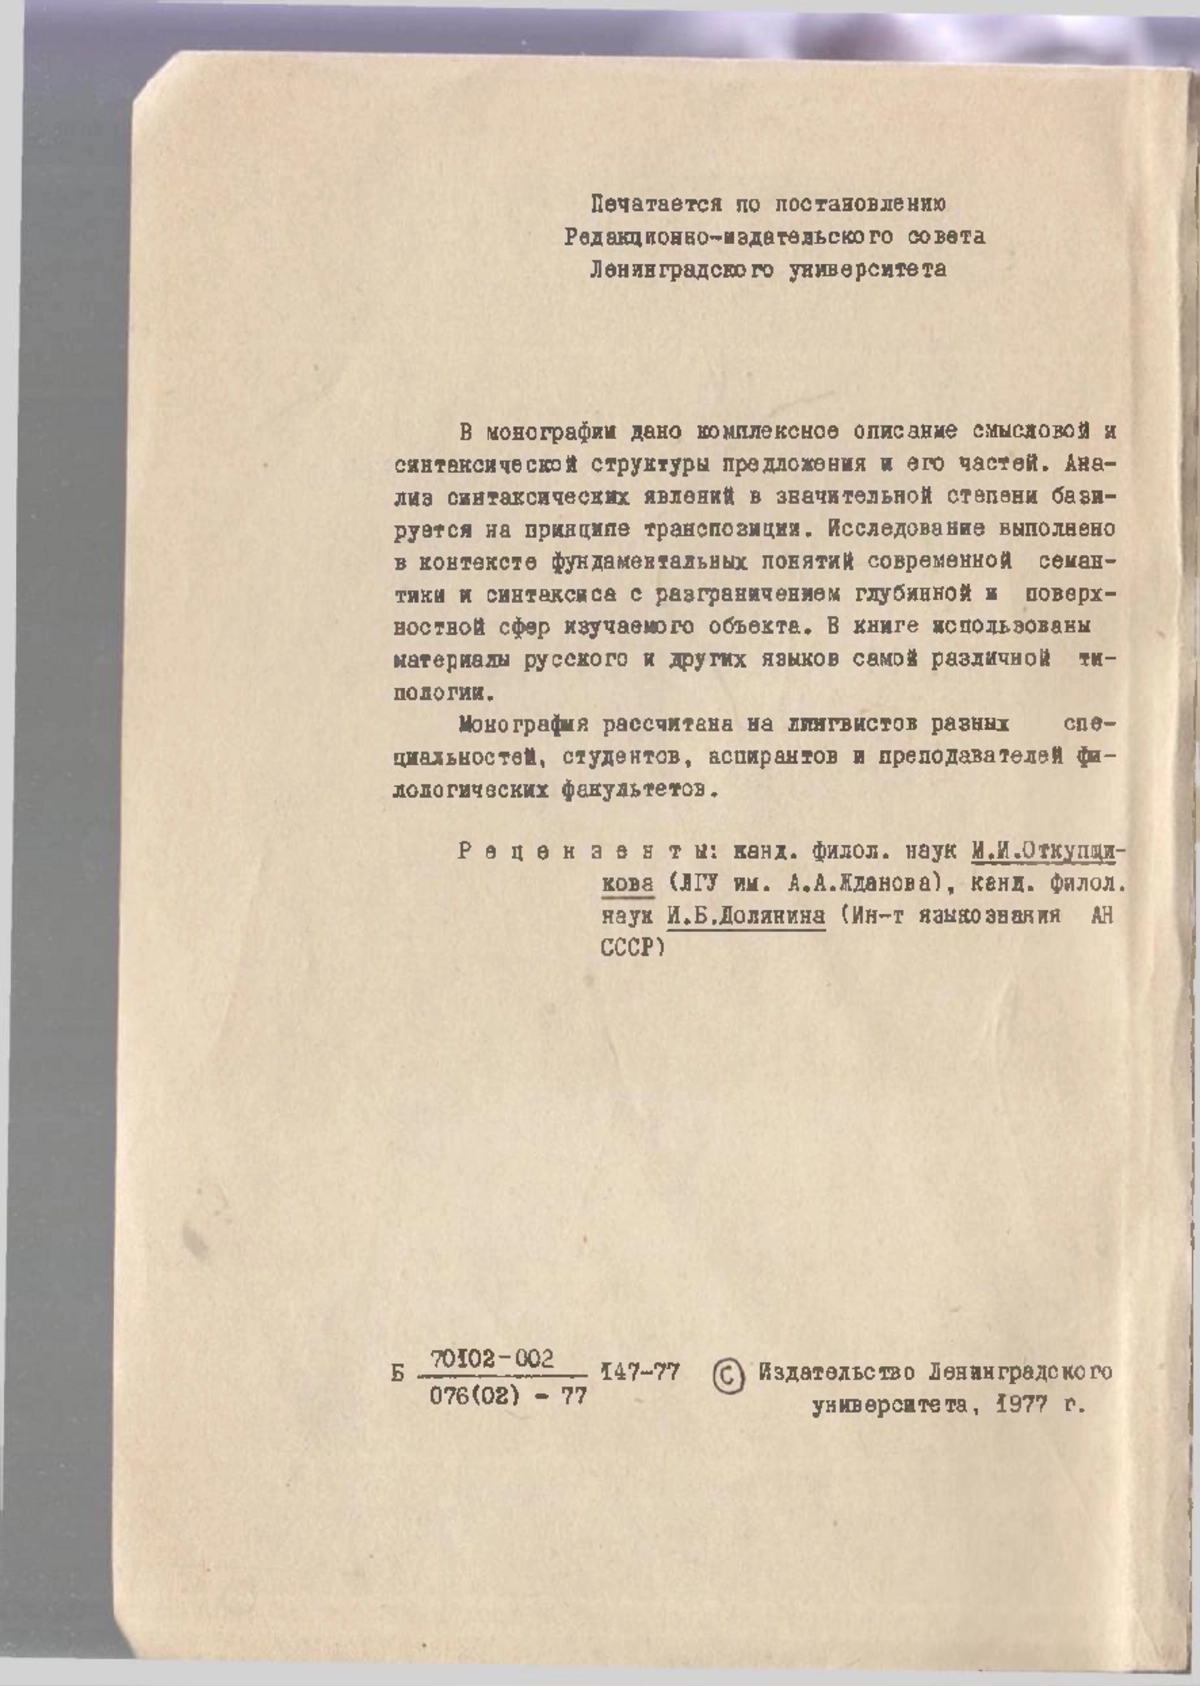 Печатается по постановлению
Редакционно-издательского совета
Ленинградского университета
В монографии дано комплексное описание смысловой и
синтаксической структуры предложения и его частей. Ана-
лиз синтаксических явлений в значительной степени бази-
руется на принципе транспозиции. Исследование выполнено
в контексте фундаментальных понятий современной семан-
тики и синтаксиса с разграничением глубинной и поверх-
ностной сфер изучаемого объекта. В книге использованы
материалы русского и других языков самой различной ти-
пологии.
Монография рассчитана на лингвистов разных спе-
циальностей, студентов, аспирантов и преподавателей фи-
лологических факультетов.
Р е ц е н з е н т ы: канд. филол. наук И.И.Откупщи-
кова (ЛГУ им. А.А.Жданова), канд. филол.
наук И.Б.Долинина (Ин-т языкознания АН
СССР)
Б 70102-002 / 076(02) - 77 147-77 © Издательство Ленинградского
университета, 1977 г.